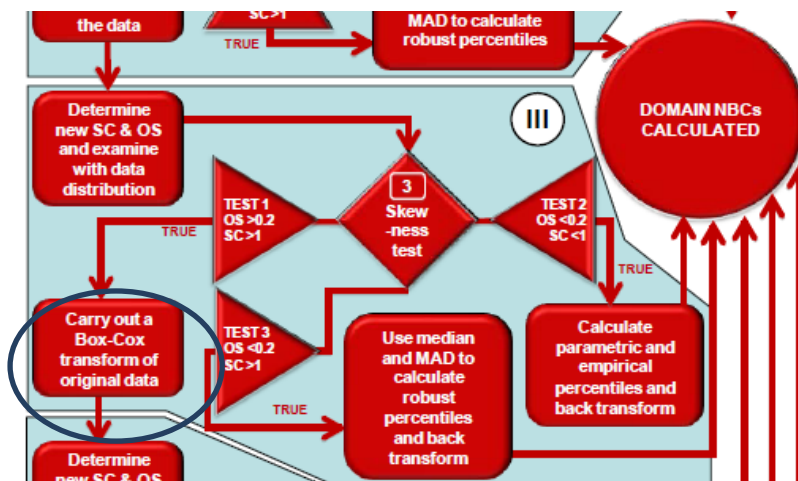 the data
SC >1
TRUE
MAD to calculate
robust percentiles
III
DOMAIN NBCs
CALCULATED
Determine
new SC & OS
and examine
with data
distribution
TEST 1
OS >0.2
SC >1
TRUE
3
Skew
-ness
test
TEST 2
OS <0.2
SC <1
TRUE
Carry out a
Box-Cox
transform of
original data
TEST 3
OS <0.2
SC >1
TRUE
Use median
and MAD to
calculate
robust
percentiles
and back
transform
Calculate
parametric and
empirical
percentiles and
back transform
Determine
new SC & OS